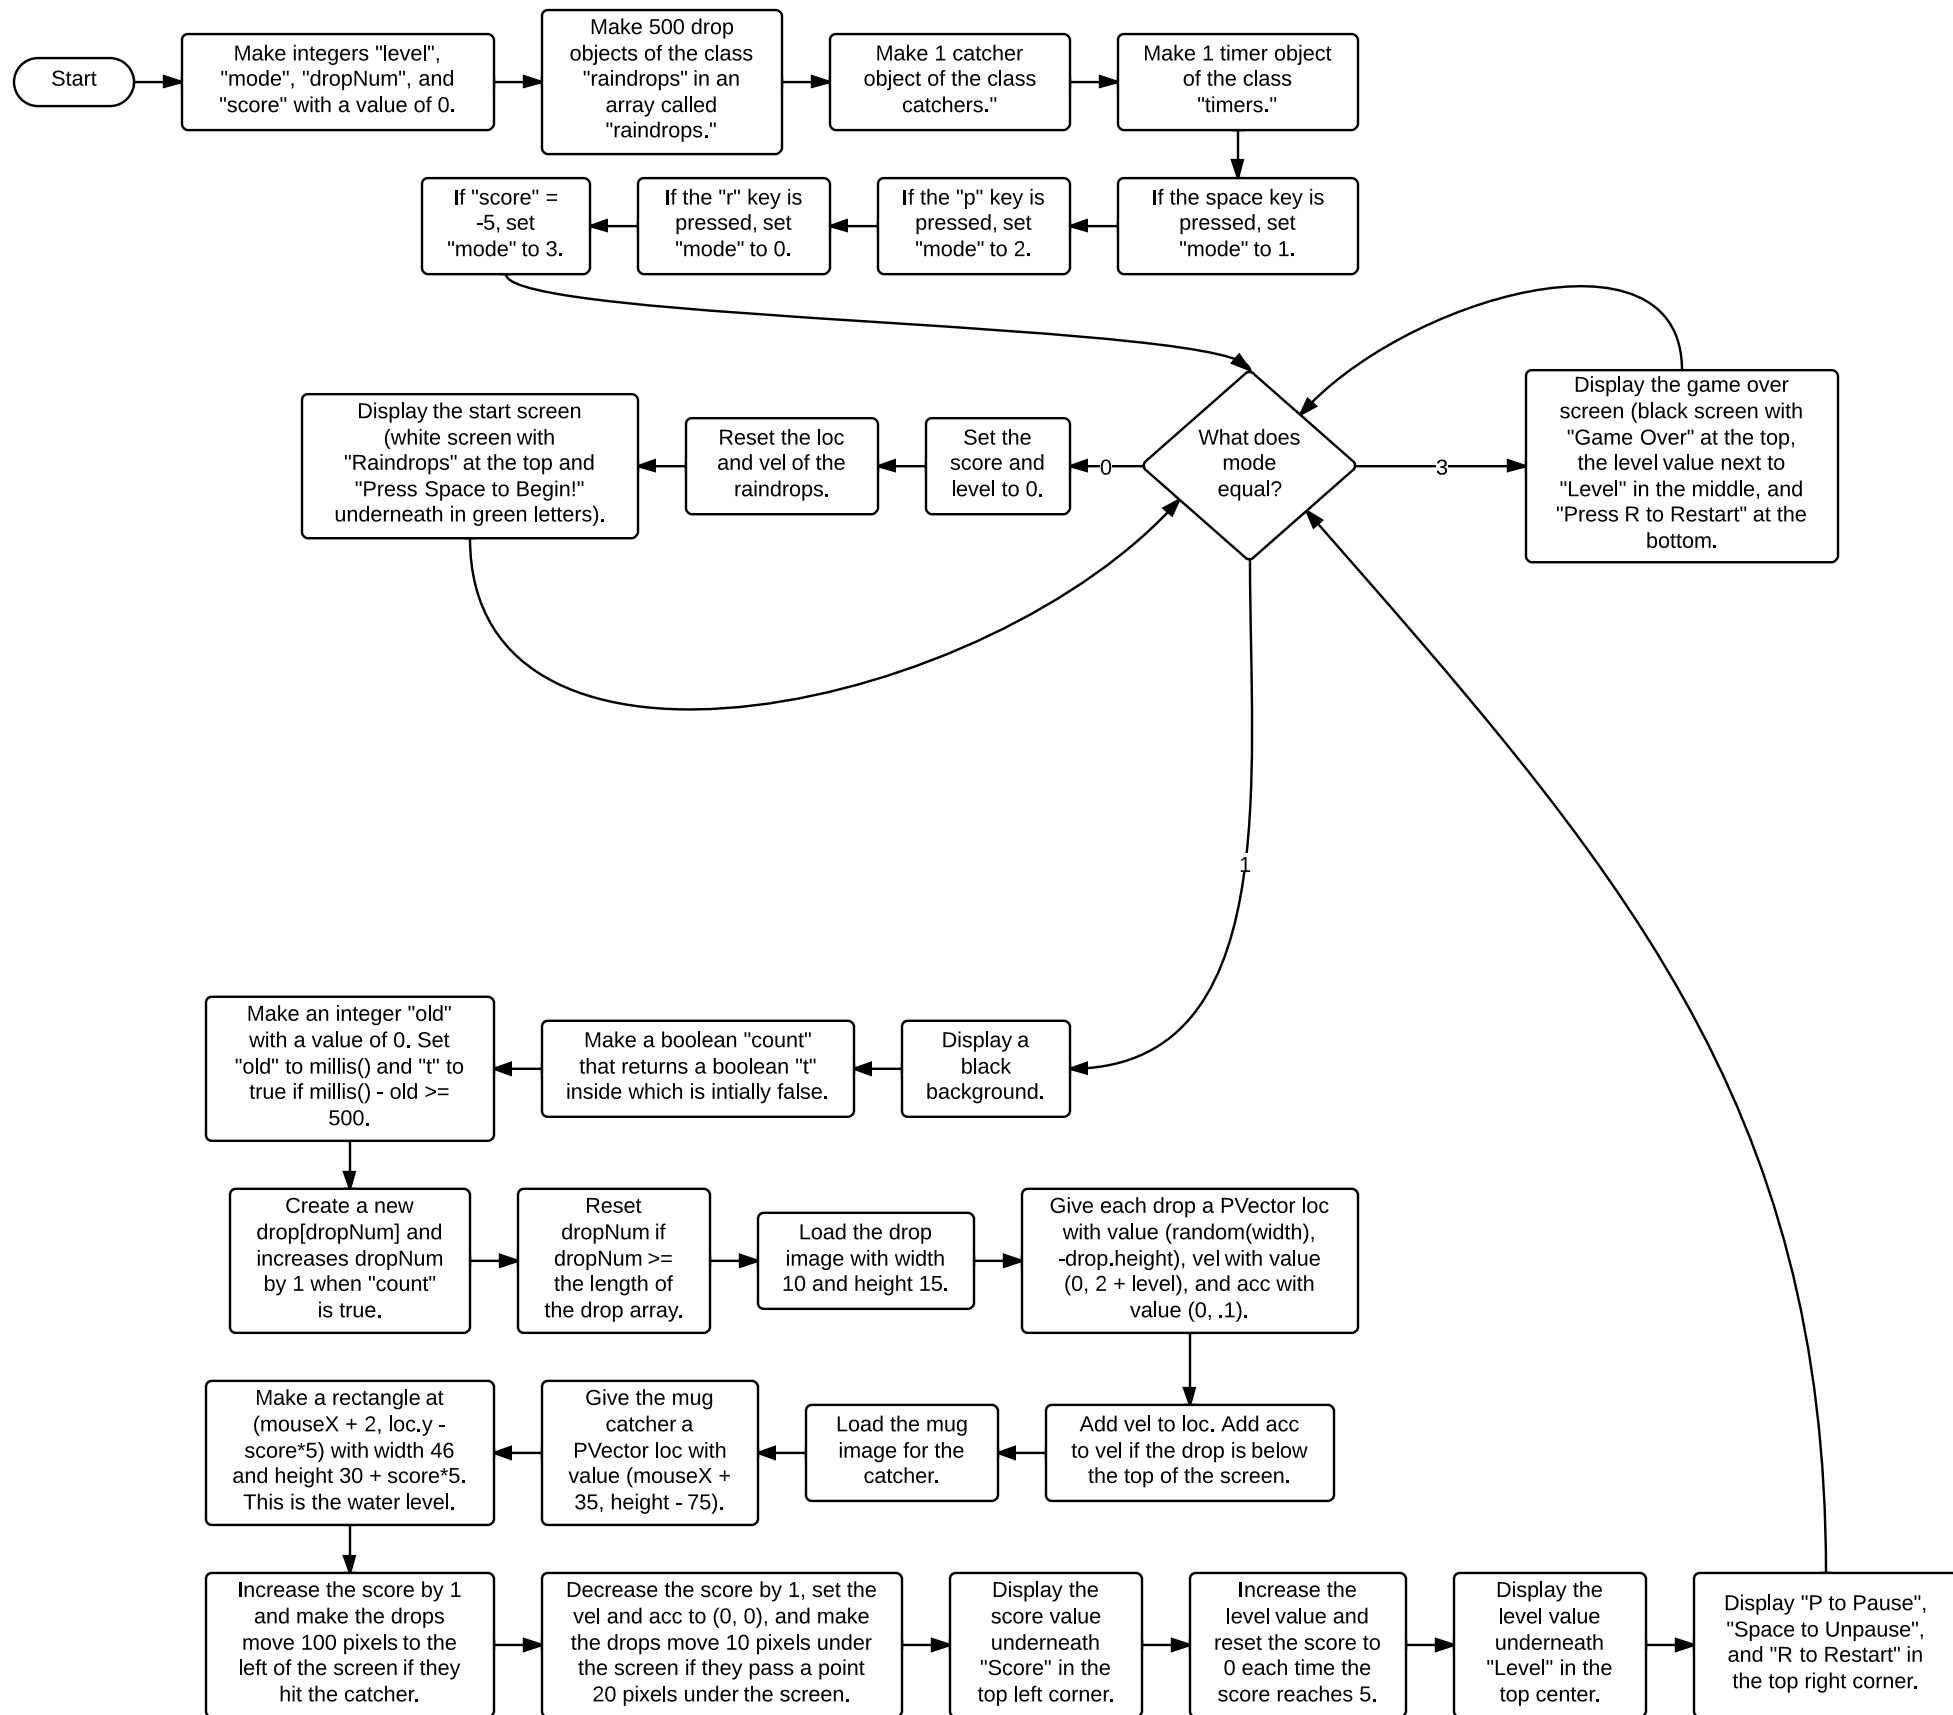 Start
Make integers "level",
"mode", "dropNum", and
"score" with a value of 0.
Make 500 drop
objects of the class
"raindrops" in an
array called
"raindrops."
Make 1 catcher
object of the class
catchers."
Make 1 timer object
of the class
"timers."
If the space key is
pressed, set
"mode" to 1.
If the "p" key is
pressed, set
"mode" to 2.
If the "r" key is
pressed, set
"mode" to 0.
If "score" =
-5, set
"mode" to 3.
What does
mode
equal?
0
Set the
score and
level to 0.
Reset the loc
and vel of the
raindrops.
Display the start screen
(white screen with
"Raindrops" at the top and
"Press Space to Begin!"
underneath in green letters).
3
Display the game over
screen (black screen with
"Game Over" at the top,
the level value next to
"Level" in the middle, and
"Press R to Restart" at the
bottom.
1
Display a
black
background.
Make a boolean "count"
that returns a boolean "t"
inside which is intially false.
Make an integer "old"
with a value of 0. Set
"old" to millis() and "t" to
true if millis() - old >=
500.
Create a new
drop[dropNum] and
increases dropNum
by 1 when "count"
is true.
Reset
dropNum if
dropNum >=
the length of
the drop array.
Load the drop
image with width
10 and height 15.
Give each drop a PVector loc
with value (random(width),
-drop.height), vel with value
(0, 2 + level), and acc with
value (0, .1).
Add vel to loc. Add acc
to vel if the drop is below
the top of the screen.
Load the mug
image for the
catcher.
Give the mug
catcher a
PVector loc with
value (mouseX +
35, height - 75).
Make a rectangle at
(mouseX + 2, loc.y -
score*5) with width 46
and height 30 + score*5.
This is the water level.
Increase the score by 1
and make the drops
move 100 pixels to the
left of the screen if they
hit the catcher.
Decrease the score by 1, set the
vel and acc to (0, 0), and make
the drops move 10 pixels under
the screen if they pass a point
20 pixels under the screen.
Display the
score value
underneath
"Score" in the
top left corner.
Increase the
level value and
reset the score to
0 each time the
score reaches 5.
Display the
level value
underneath
"Level" in the
top center.
Display "P to Pause",
"Space to Unpause",
and "R to Restart" in
the top right corner.